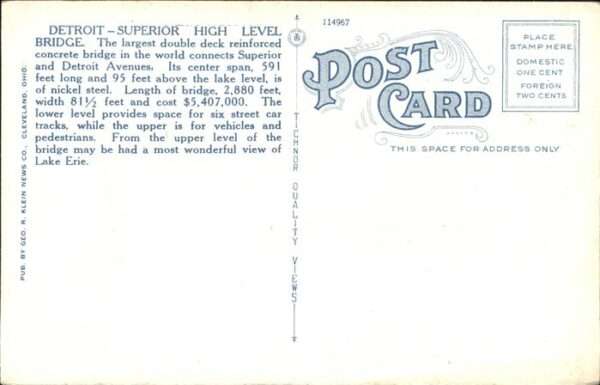 DETROIT – SUPERIOR HIGH LEVEL
BRIDGE. The largest double deck reinforced
concrete bridge in the world connects Superior
and Detroit Avenues. Its center span, 591
feet long and 95 feet above the lake level, is
of nickel steel. Length of bridge, 2,880 feet,
width 81½ feet and cost $5,407,000. The
lower level provides space for six street car
tracks, while the upper is for vehicles and
pedestrians. From the upper level of the
bridge may be had a most wonderful view of
Lake Erie.
PUB. BY GEO. R. KLEIN NEWS CO., CLEVELAND, OHIO.
TICHNOR QUALITY VIEWS
114967
POST
CARD
THIS SPACE FOR ADDRESS ONLY
PLACE
STAMP HERE
DOMESTIC
ONE CENT
FOREIGN
TWO CENTS